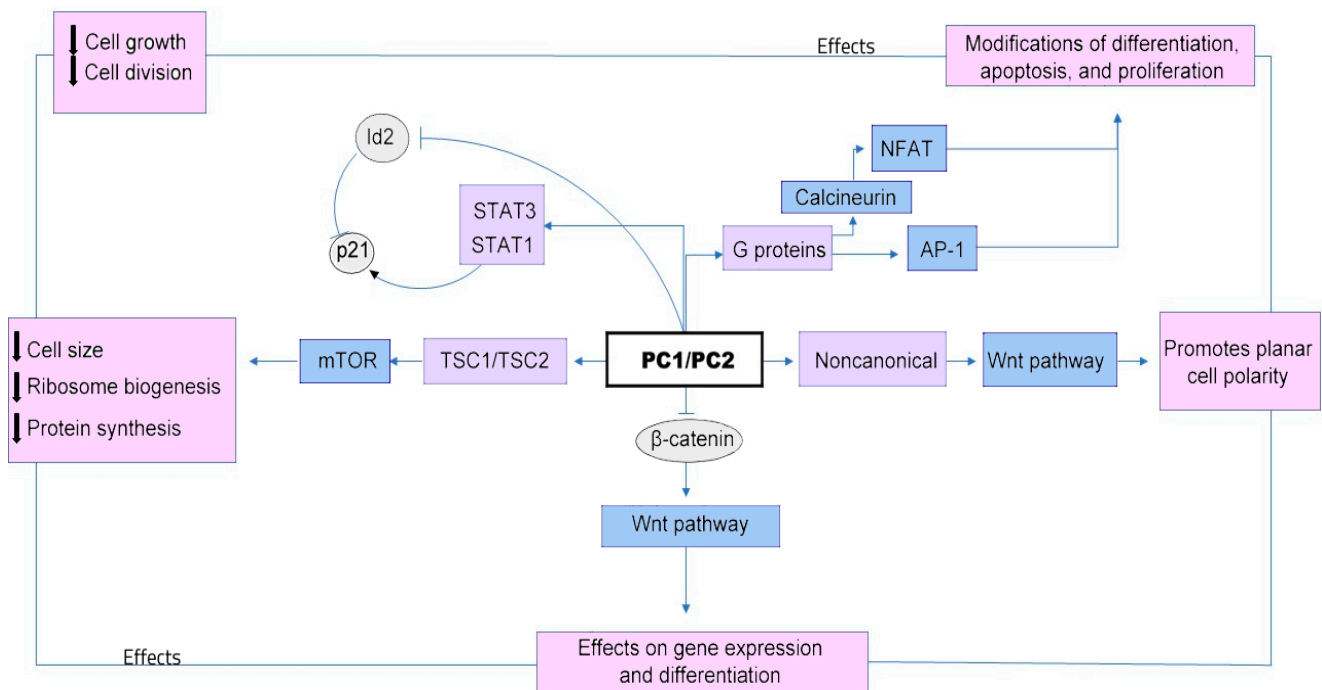 Cell growth
Cell division
Effects
Modifications of differentiation,
apoptosis, and proliferation
Id2
NFAT
Calcineurin
STAT3
STAT1
p21
G proteins
AP-1
Cell size
Ribosome biogenesis
Protein synthesis
mTOR
TSC1/TSC2
PC1/PC2
Noncanonical
Wnt pathway
Promotes planar
cell polarity
β-catenin
Wnt pathway
Effects
Effects on gene expression
and differentiation